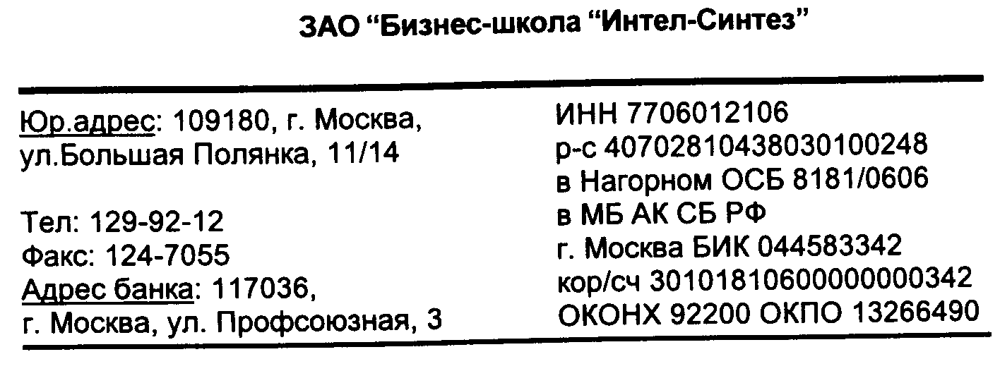 ЗАО “Бизнес-школа “Интел-Синтез”
Юр.адрес: 109180, г. Москва,
ул.Большая Полянка, 11/14
Тел: 129-92-12
Факс: 124-7055
Адрес банка: 117036,
г. Москва, ул. Профсоюзная, 3
ИНН 7706012106
р-с 40702810438030100248
в Нагорном ОСБ 8181/0606
в МБ АК СБ РФ
г. Москва БИК 044583342
кор/сч 30101810600000000342
ОКОНХ 92200 ОКПО 13266490